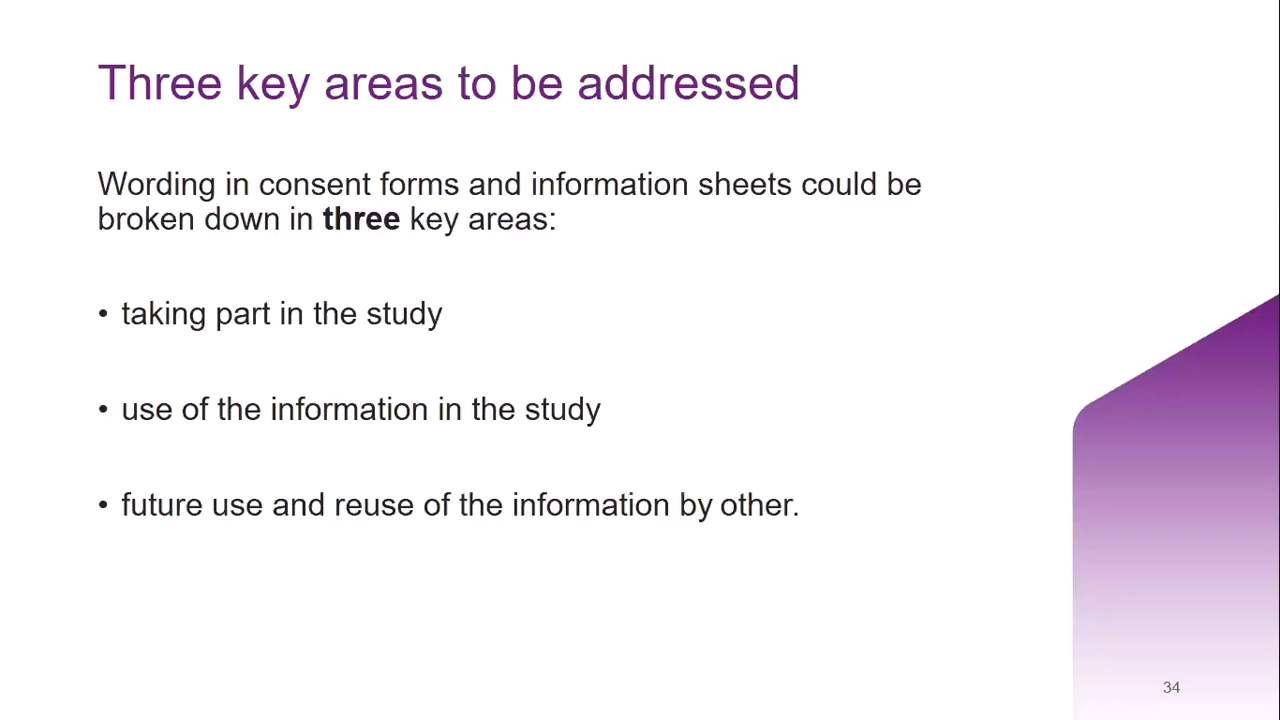 Three key areas to be addressed
Wording in consent forms and information sheets could be
broken down in three key areas:
• taking part in the study
• use of the information in the study
• future use and reuse of the information by other.
34